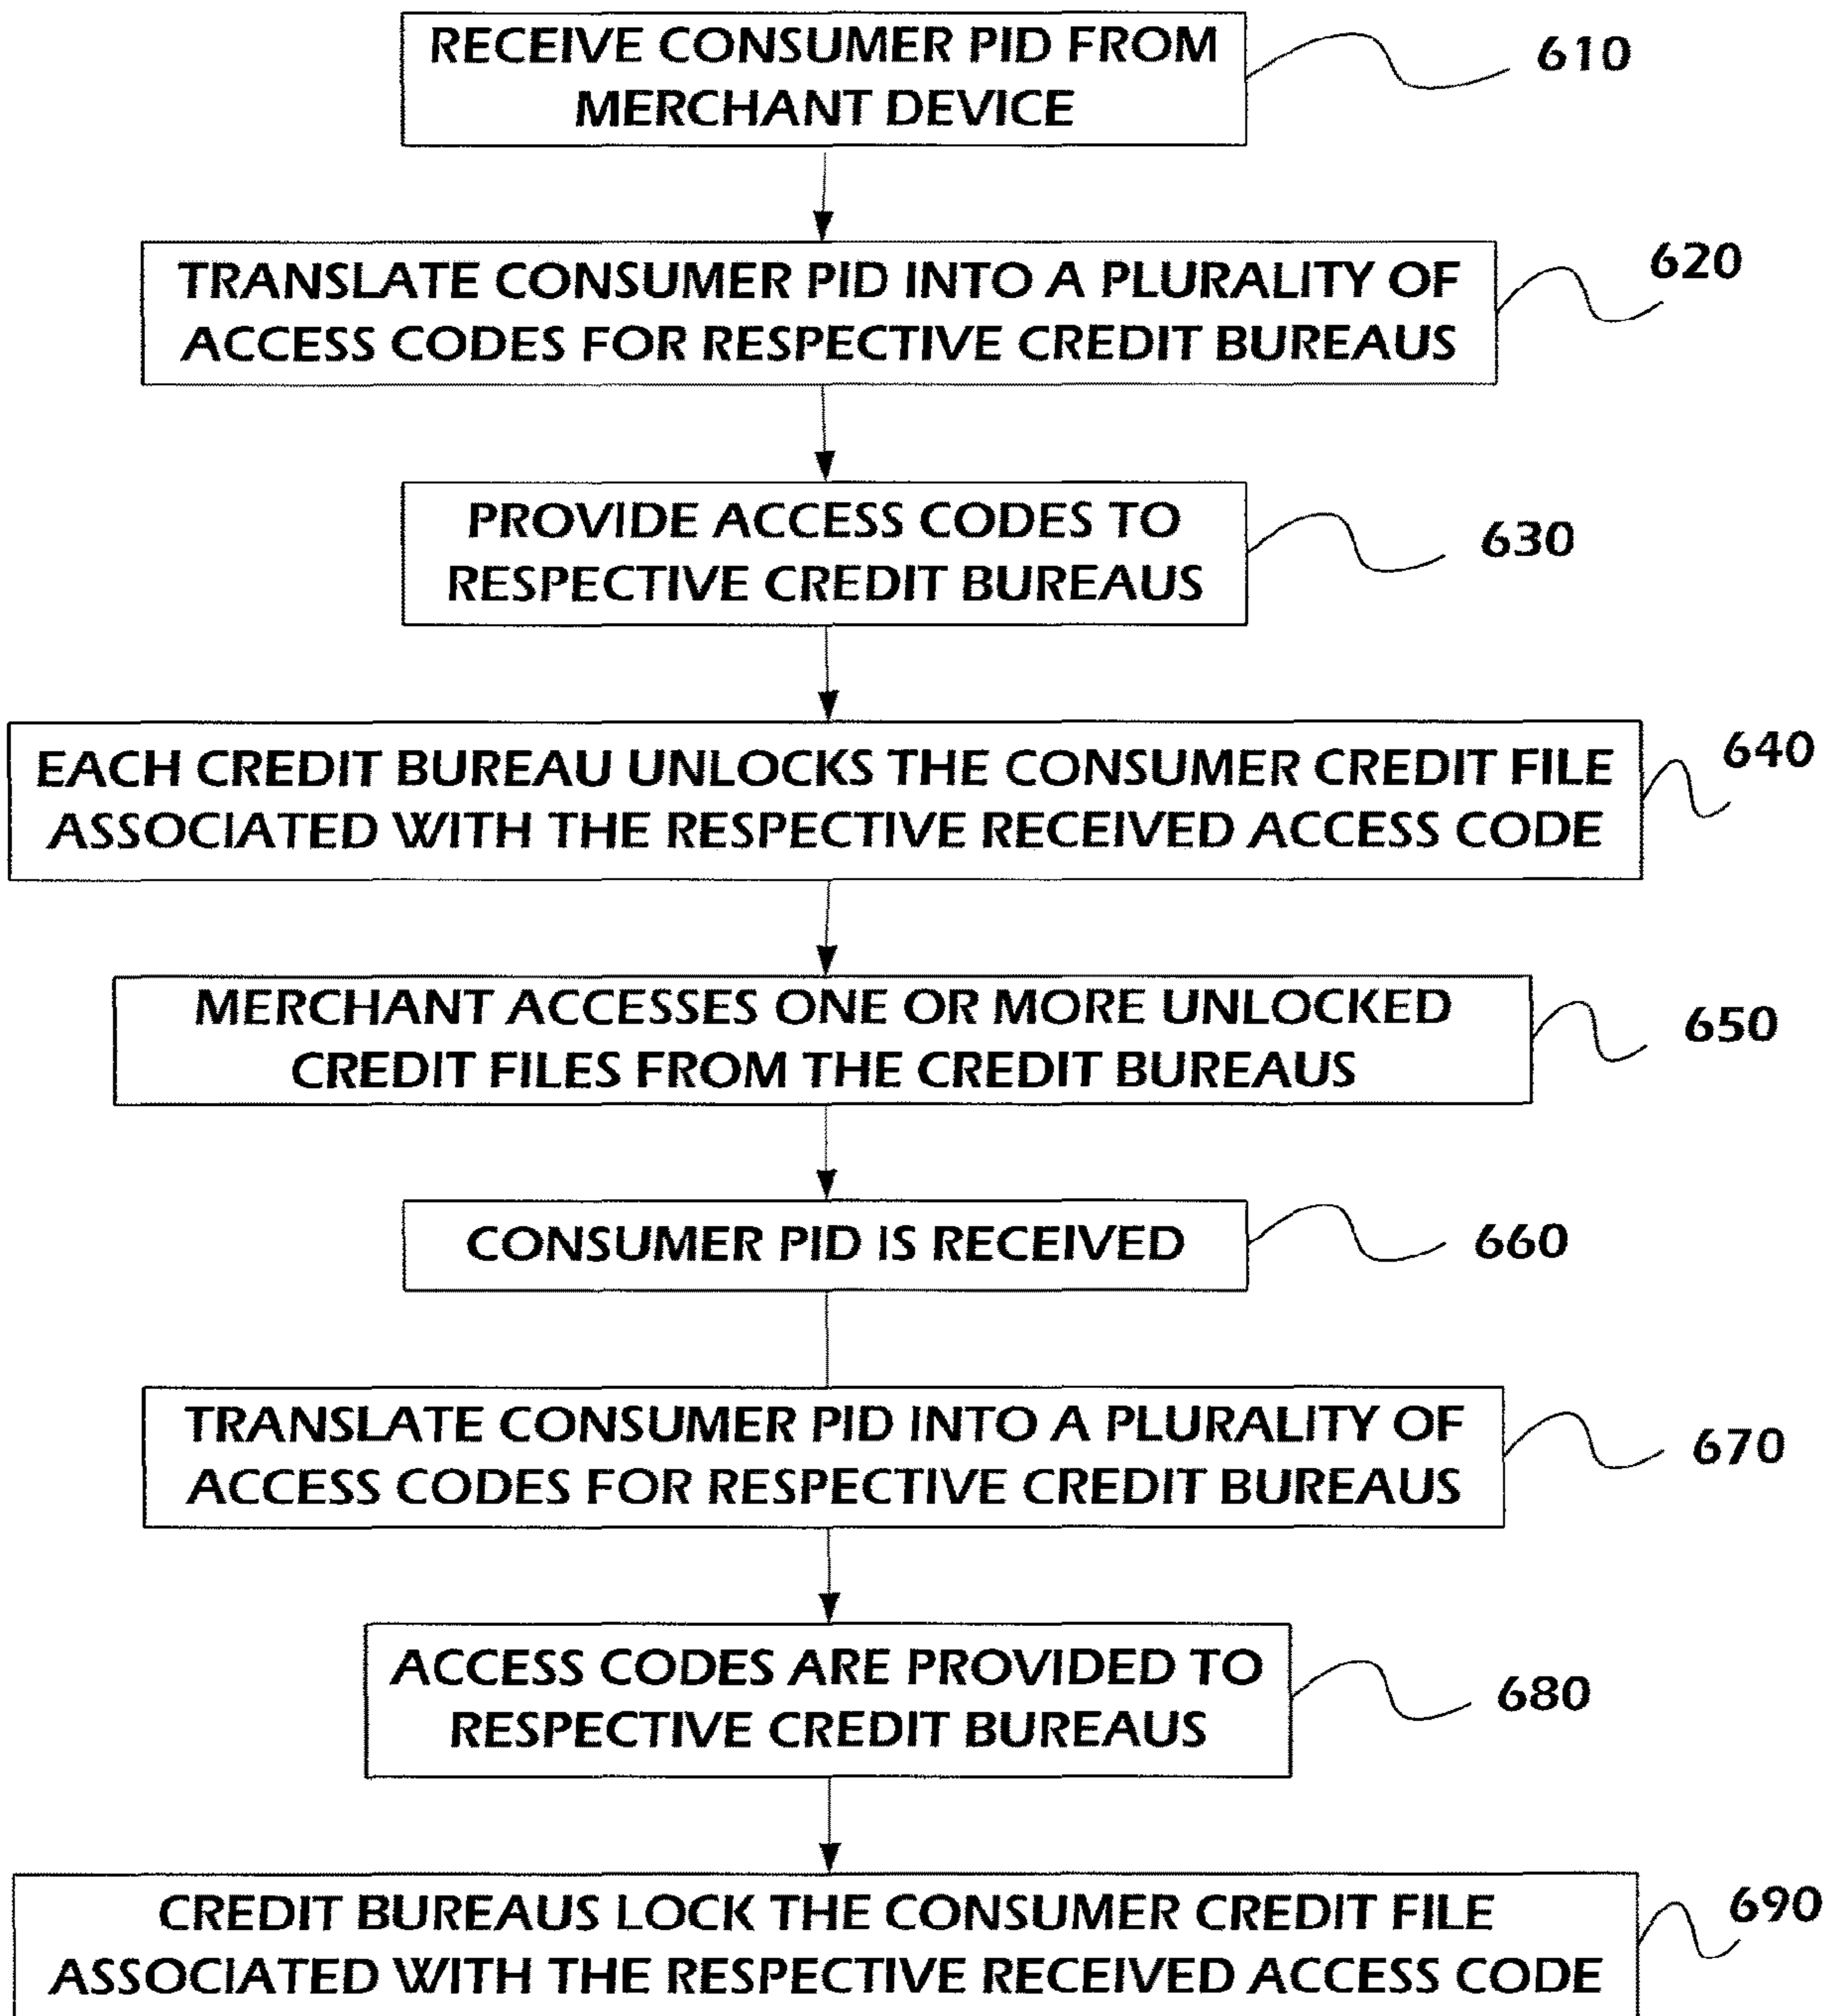 RECEIVE CONSUMER PID FROM
MERCHANT DEVICE
610
TRANSLATE CONSUMER PID INTO A PLURALITY OF
ACCESS CODES FOR RESPECTIVE CREDIT BUREAUS
620
PROVIDE ACCESS CODES TO
RESPECTIVE CREDIT BUREAUS
630
EACH CREDIT BUREAU UNLOCKS THE CONSUMER CREDIT FILE
ASSOCIATED WITH THE RESPECTIVE RECEIVED ACCESS CODE
640
MERCHANT ACCESSES ONE OR MORE UNLOCKED
CREDIT FILES FROM THE CREDIT BUREAUS
650
CONSUMER PID IS RECEIVED
660
TRANSLATE CONSUMER PID INTO A PLURALITY OF
ACCESS CODES FOR RESPECTIVE CREDIT BUREAUS
670
ACCESS CODES ARE PROVIDED TO
RESPECTIVE CREDIT BUREAUS
680
CREDIT BUREAUS LOCK THE CONSUMER CREDIT FILE
ASSOCIATED WITH THE RESPECTIVE RECEIVED ACCESS CODE
690